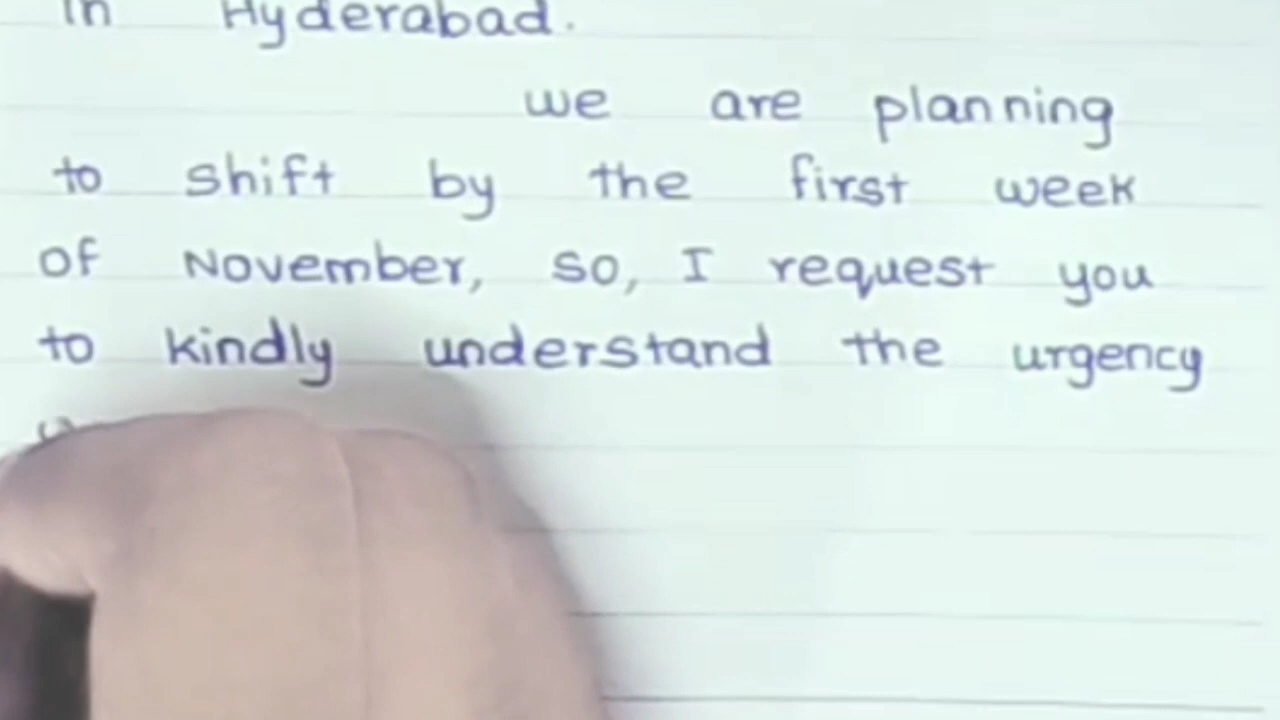 in Hyderabad.
we are planning
to shift by the first week
of November, so, I request you
to kindly understand the urgency